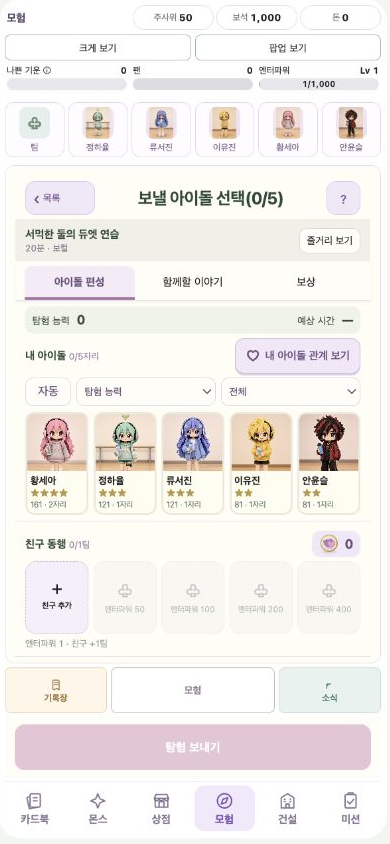 모험
주사위 50
보석 1,000
돈 0
크게 보기
팝업 보기
나쁜 기운 0
팬 0
엔터파워 Lv 1
1/1,000
팀
정하율
류서진
이유진
황세아
안윤슬
목록
보낼 아이돌 선택(0/5)
?
서먹한 둘의 듀엣 연습
20분 · 보컬
줄거리 보기
아이돌 편성
함께할 이야기
보상
탐험 능력 0
예상 시간 —
내 아이돌 0/5자리
내 아이돌 관계 보기
자동
탐험 능력
전체
황세아
★★★★
161 · 2자리
정하율
★★★
121 · 1자리
류서진
★★★
121 · 1자리
이유진
★★
81 · 1자리
안윤슬
★★
81 · 1자리
친구 동행 0/1팀
0
+
친구 추가
엔터파워 50
엔터파워 100
엔터파워 200
엔터파워 400
엔터파워 1 · 친구 +1팀
기록장
모험
소식
탐험 보내기
카드북
온스
상점
모험
건설
미션